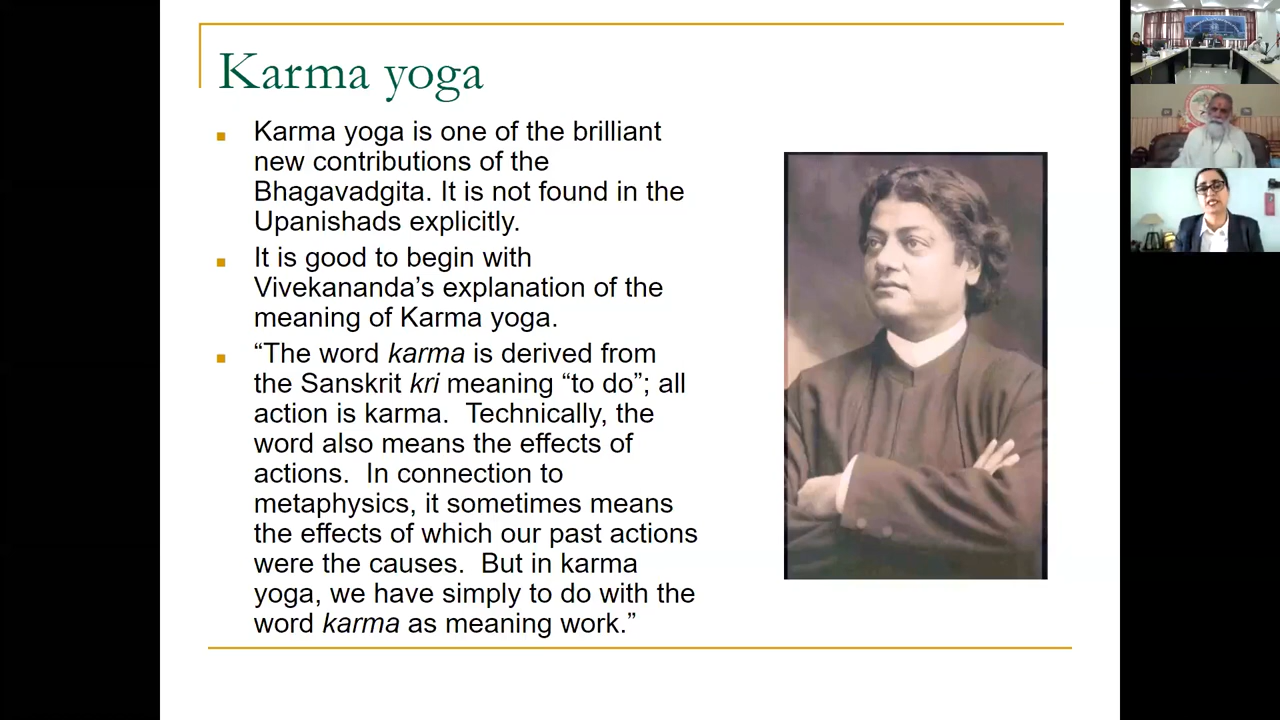 Karma yoga
Karma yoga is one of the brilliant
new contributions of the
Bhagavadgita. It is not found in the
Upanishads explicitly.
It is good to begin with
Vivekananda’s explanation of the
meaning of Karma yoga.
“The word karma is derived from
the Sanskrit kri meaning “to do”; all
action is karma.  Technically, the
word also means the effects of
actions.  In connection to
metaphysics, it sometimes means
the effects of which our past actions
were the causes.  But in karma
yoga, we have simply to do with the
word karma as meaning work.”